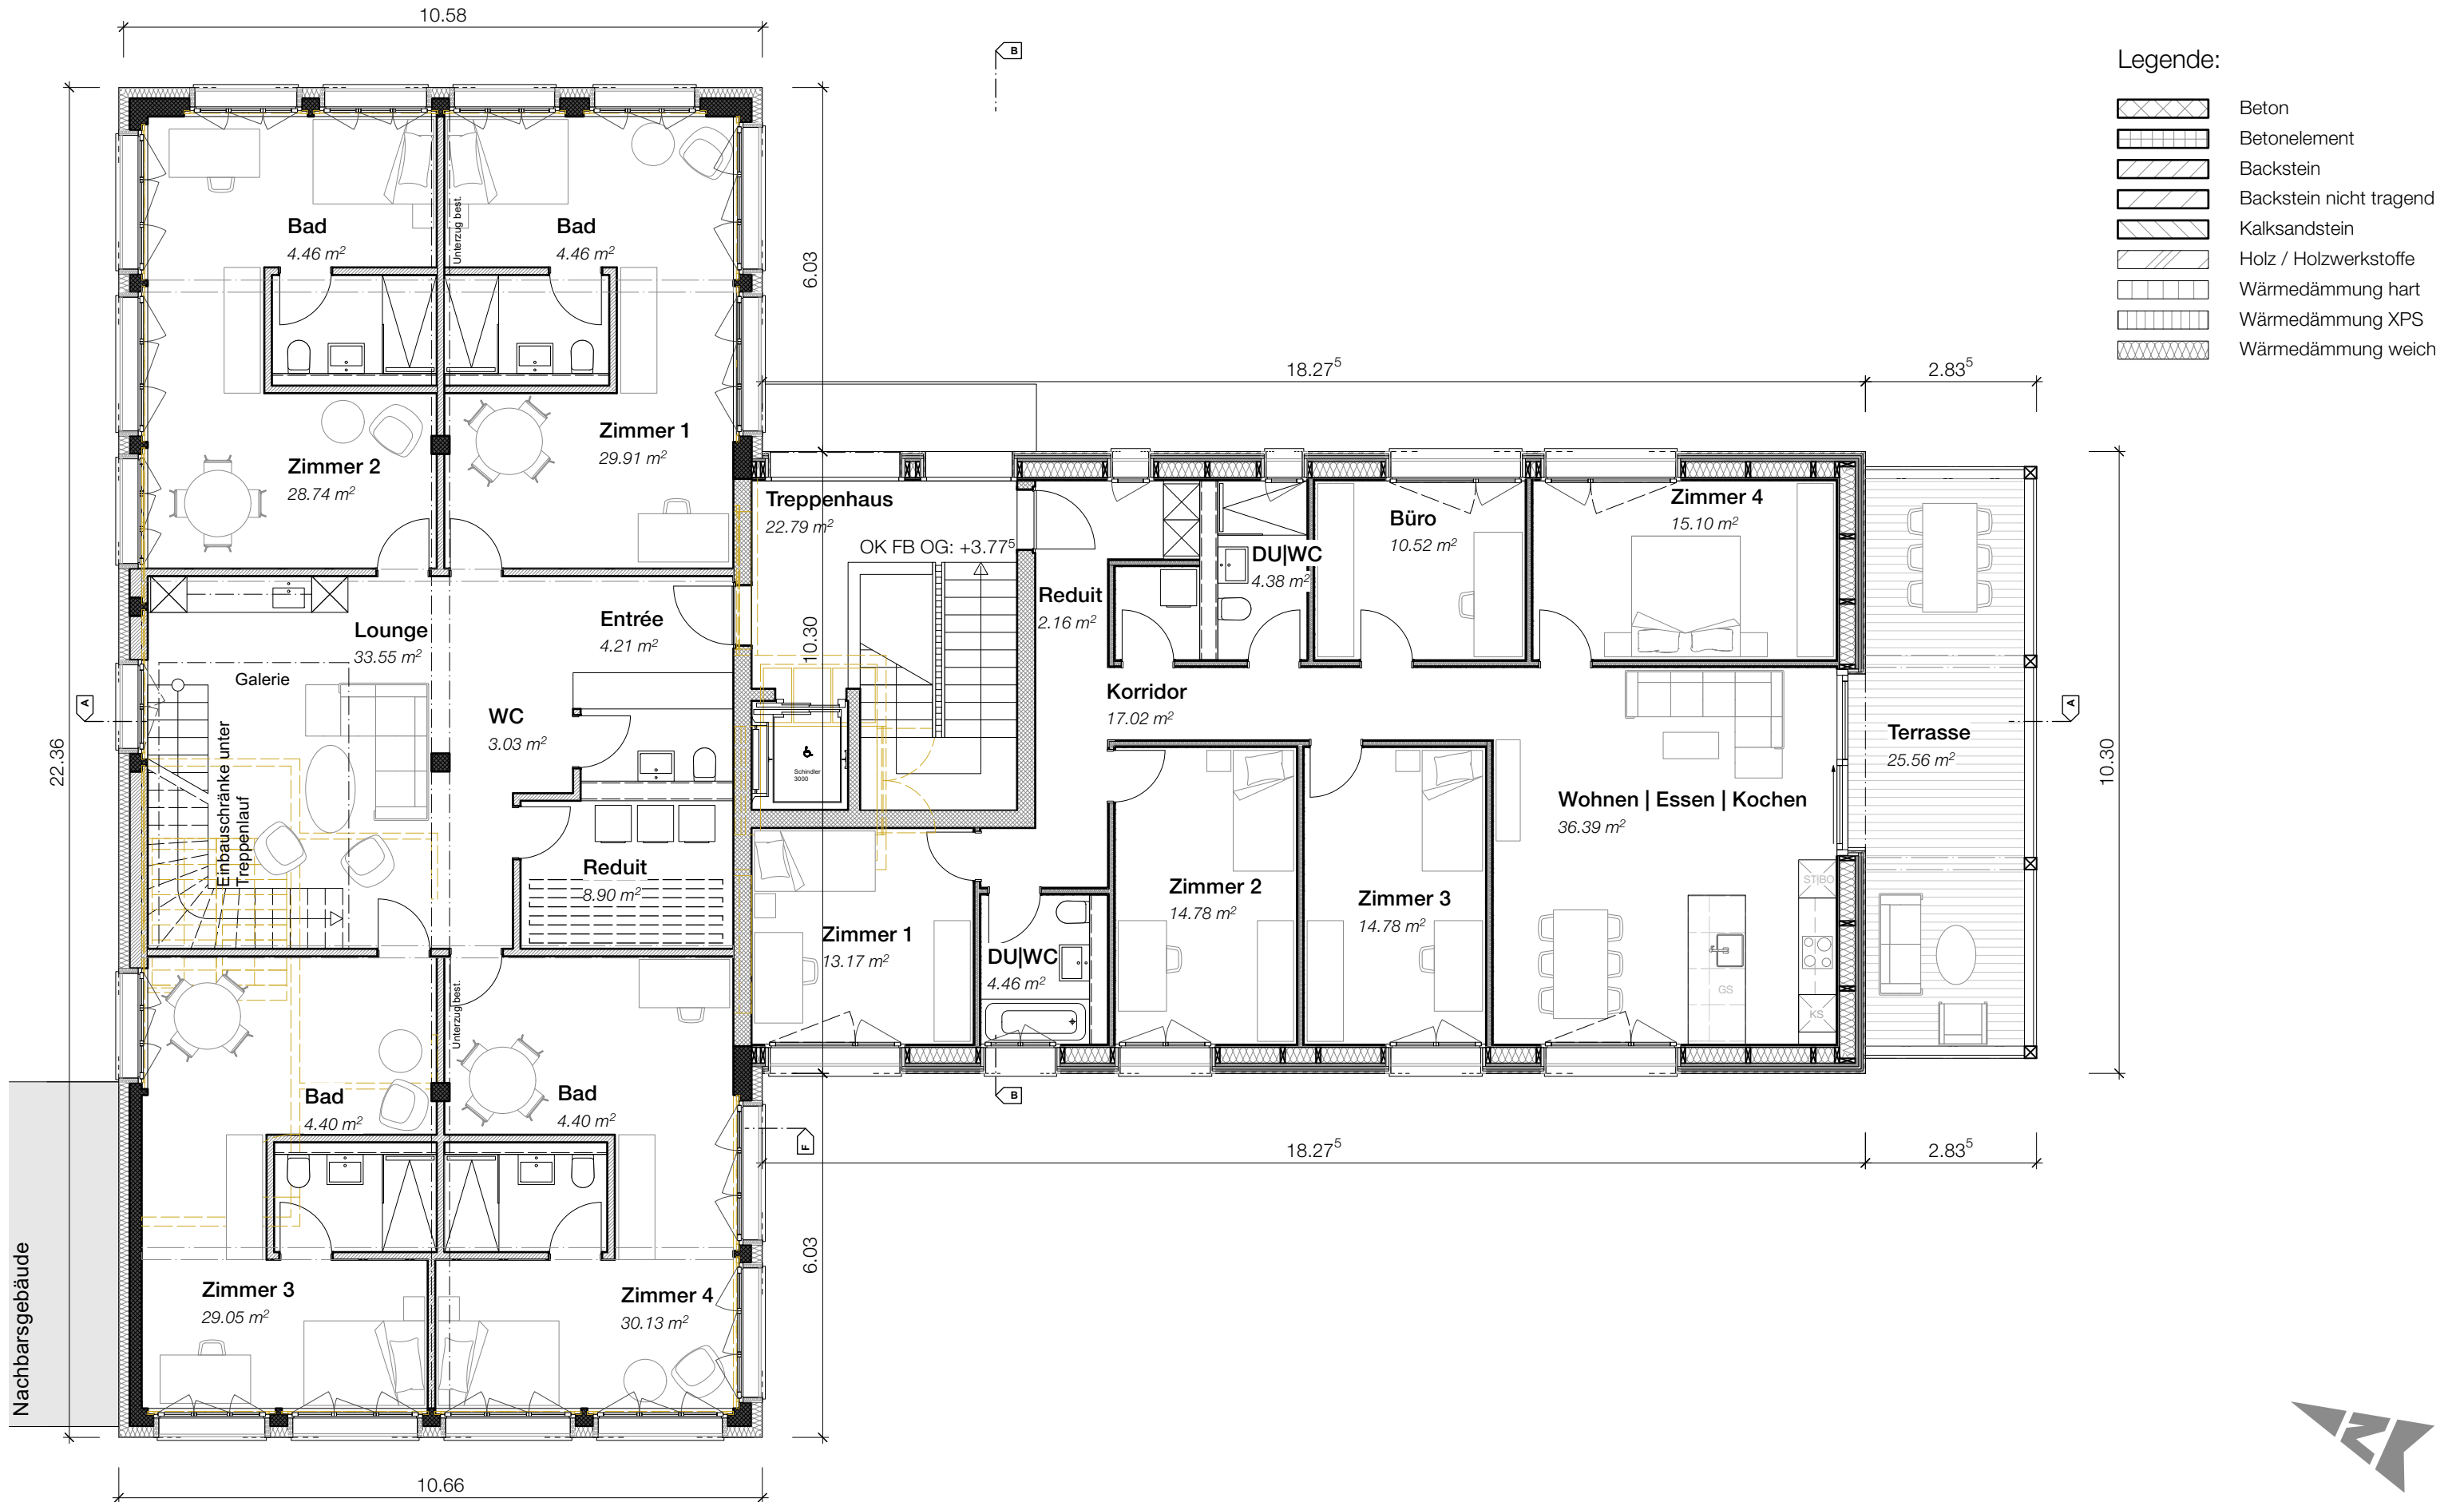 10.58
B
Legende:
Beton
Betonelement
Backstein
Backstein nicht tragend
Kalksandstein
Holz / Holzwerkstoffe
Wärmedämmung hart
Wärmedämmung XPS
Wärmedämmung weich
Bad
4.46 m²
Unterzug best.
Bad
4.46 m²
6.03
18.27⁵
2.83⁵
Zimmer 1
29.91 m²
Zimmer 2
28.74 m²
Treppenhaus
22.79 m²
OK FB OG: +3.77⁵
Zimmer 4
15.10 m²
Büro
10.52 m²
DU|WC
4.38 m²
Reduit
2.16 m²
Entrée
4.21 m²
Lounge
33.55 m²
10.30
Galerie
A
WC
3.03 m²
Korridor
17.02 m²
A
Terrasse
25.56 m²
22.36
Einbauschränke unter
Treppenlauf
Schindler
3000
10.30
Wohnen | Essen | Kochen
36.39 m²
Reduit
8.90 m²
Zimmer 2
14.78 m²
Zimmer 3
14.78 m²
ST|BO
Zimmer 1
13.17 m²
DU|WC
4.46 m²
GS
KS
Unterzug best.
Bad
4.40 m²
Bad
4.40 m²
B
F
18.27⁵
2.83⁵
6.03
Nachbarsgebäude
Zimmer 3
29.05 m²
Zimmer 4
30.13 m²
N
10.66